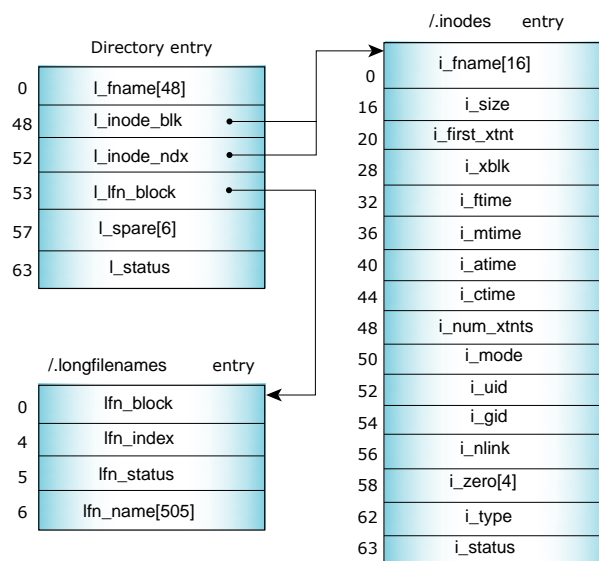 Directory entry
0 l_fname[48]
48 l_inode_blk
52 l_inode_ndx
53 l_lfn_block
57 l_spare[6]
63 l_status
/.longfilenames entry
0 lfn_block
4 lfn_index
5 lfn_status
6 lfn_name[505]
/.inodes entry
0 i_fname[16]
16 i_size
20 i_first_xtnt
28 i_xblk
32 i_ftime
36 i_mtime
40 i_atime
44 i_ctime
48 i_num_xtnts
50 i_mode
52 i_uid
54 i_gid
56 i_nlink
58 i_zero[4]
62 i_type
63 i_status